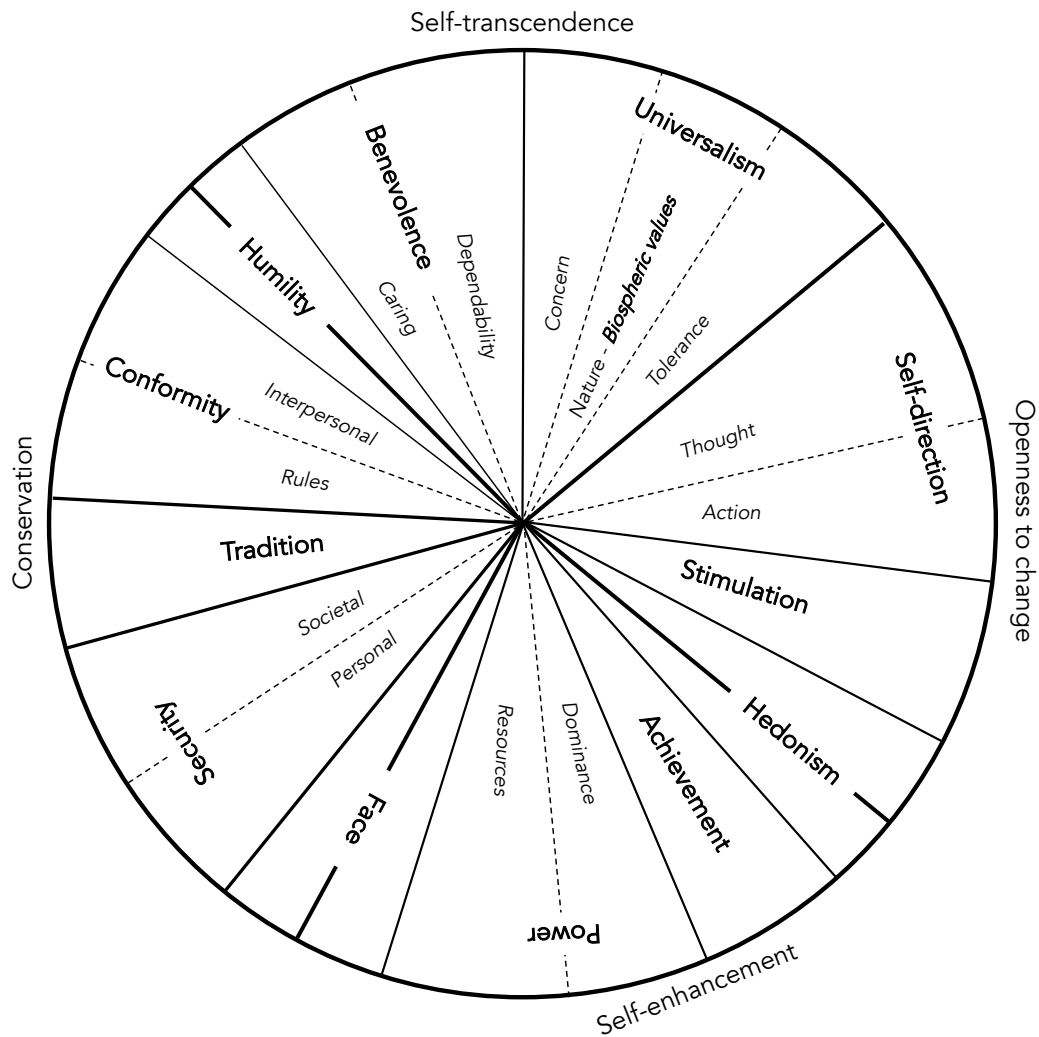 Self-transcendence
Universalism
Benevolence
Biospheric values
Nature -
Concern
Dependability
Humility
Caring
Tolerance
Self-direction
Conformity
Interpersonal
Thought
Openness to change
Conservation
Rules
Action
Tradition
Stimulation
Societal
Personal
Security
Resources
Dominance
Achievement
Hedonism
Face
Power
Self-enhancement